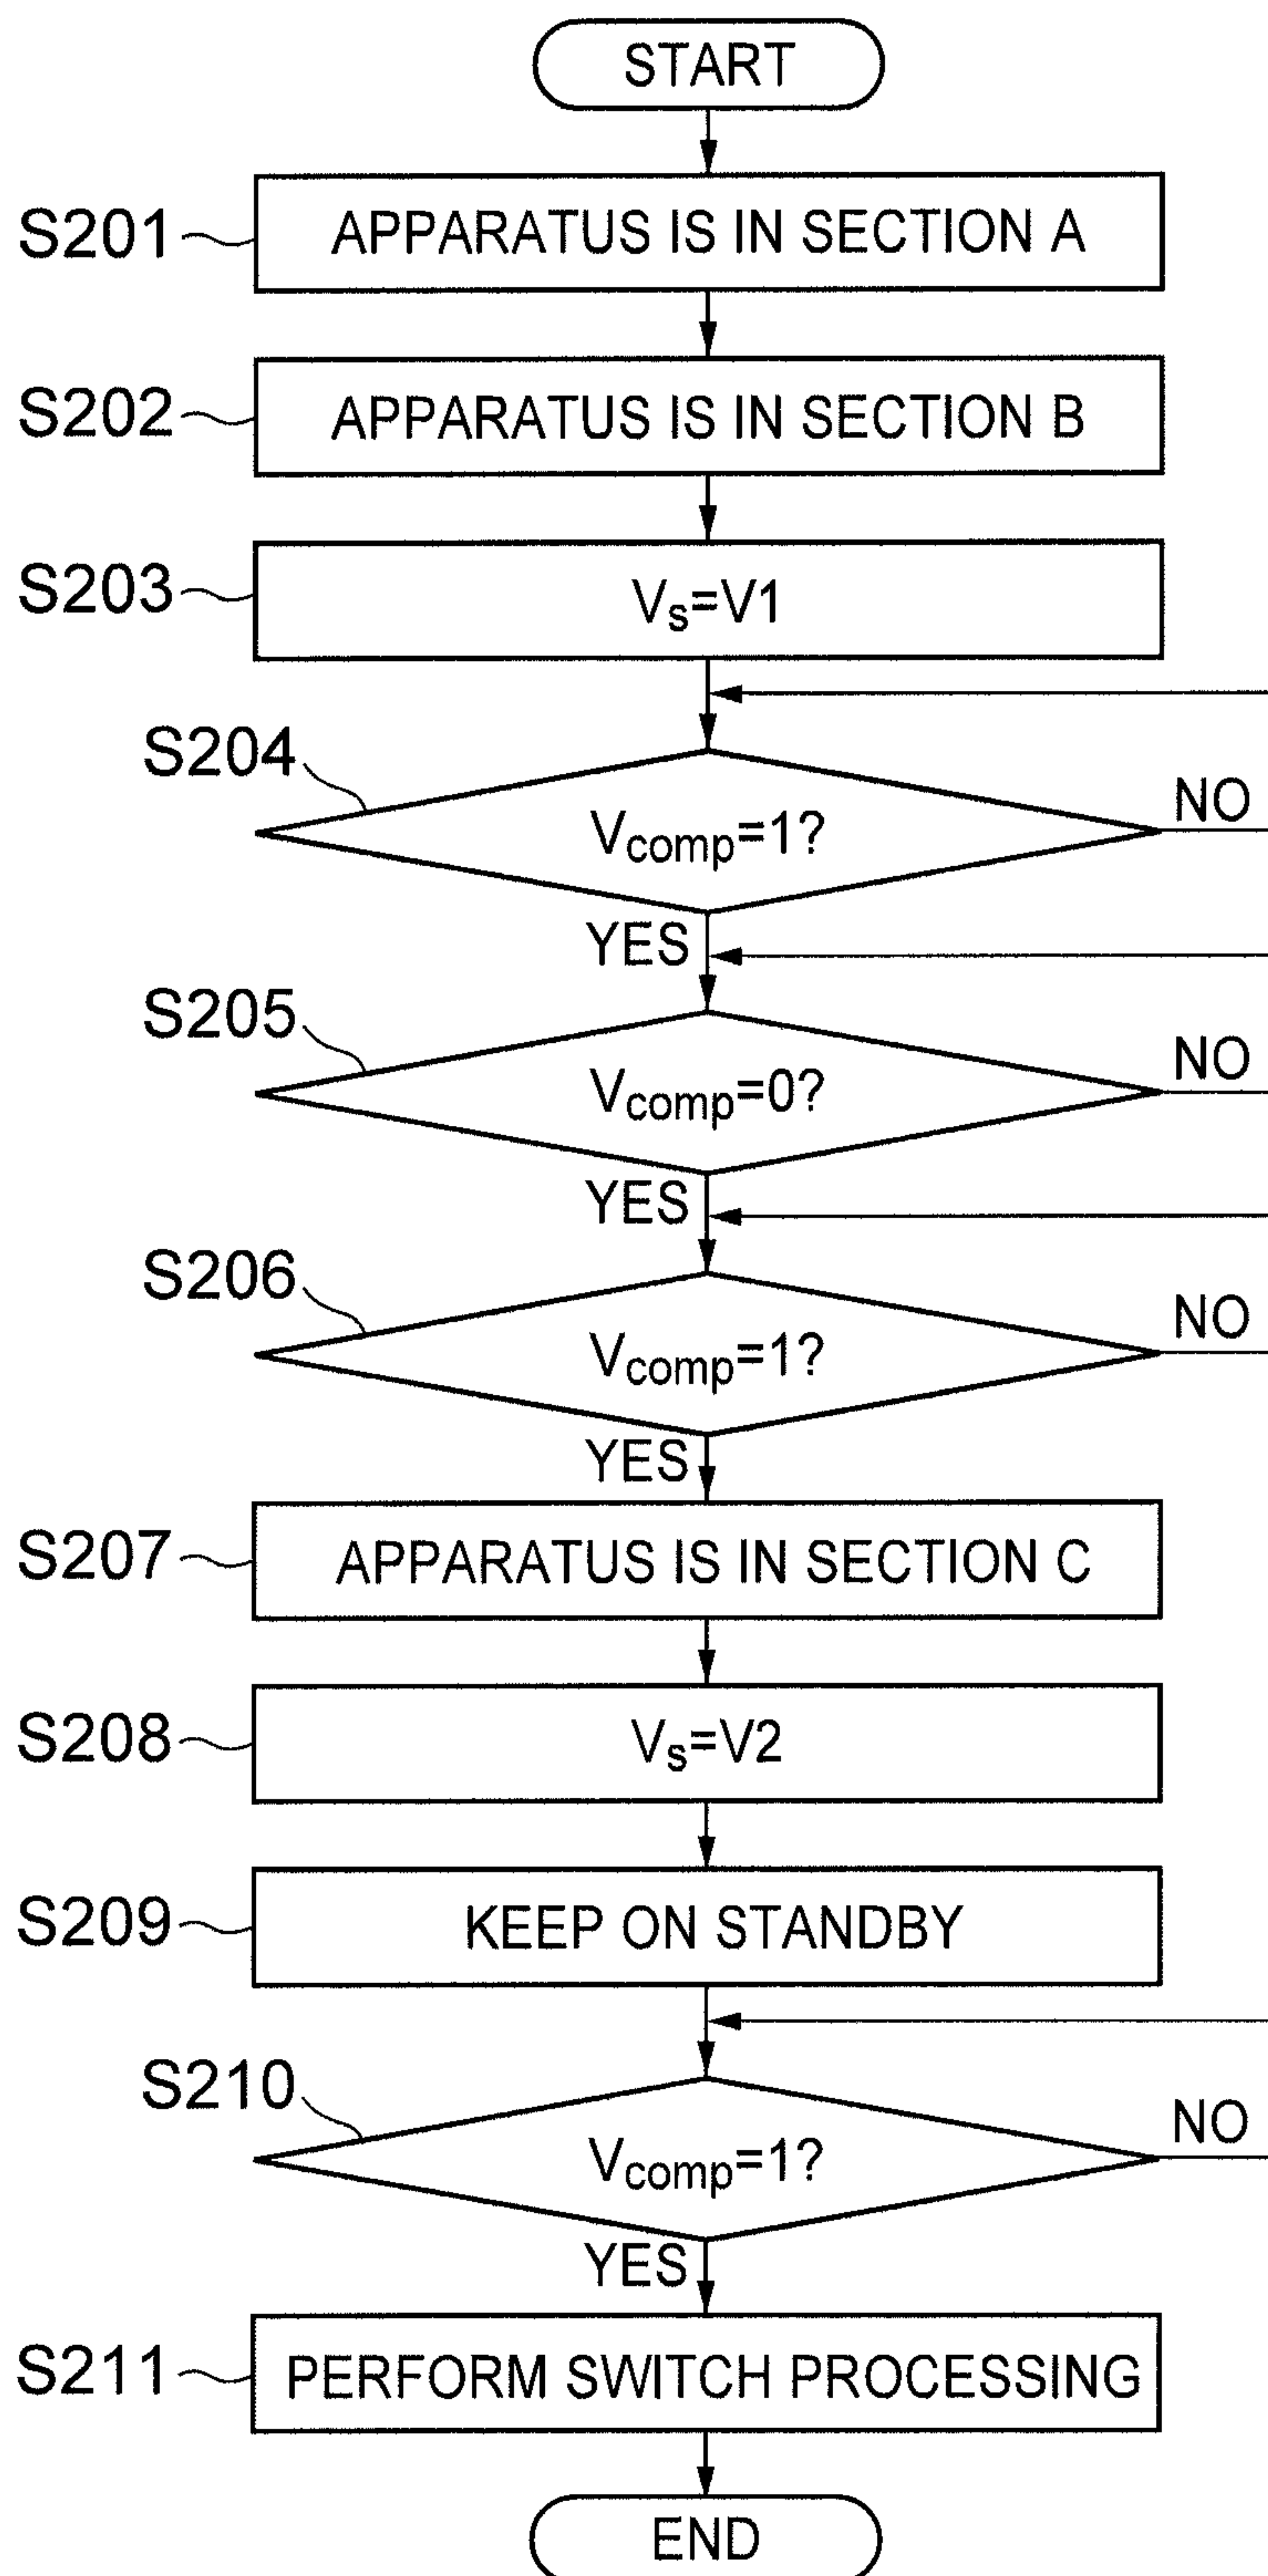 START
S201
APPARATUS IS IN SECTION A
S202
APPARATUS IS IN SECTION B
S203
Vs=V1
S204
Vcomp=1?
NO
YES
S205
Vcomp=0?
NO
YES
S206
Vcomp=1?
NO
YES
S207
APPARATUS IS IN SECTION C
S208
Vs=V2
S209
KEEP ON STANDBY
S210
Vcomp=1?
NO
YES
S211
PERFORM SWITCH PROCESSING
END